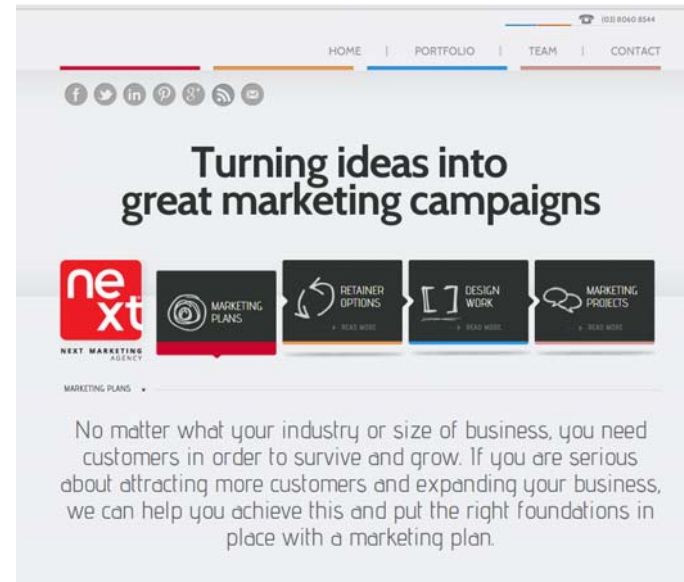 (03) 8060 8544
HOME | PORTFOLIO | TEAM | CONTACT
Turning ideas into
great marketing campaigns
next
NEXT MARKETING
AGENCY
MARKETING
PLANS
RETAINER
OPTIONS
READ MORE
DESIGN
WORK
READ MORE
MARKETING
PROJECTS
READ MORE
MARKETING PLANS
No matter what your industry or size of business, you need
customers in order to survive and grow. If you are serious
about attracting more customers and expanding your business,
we can help you achieve this and put the right foundations in
place with a marketing plan.